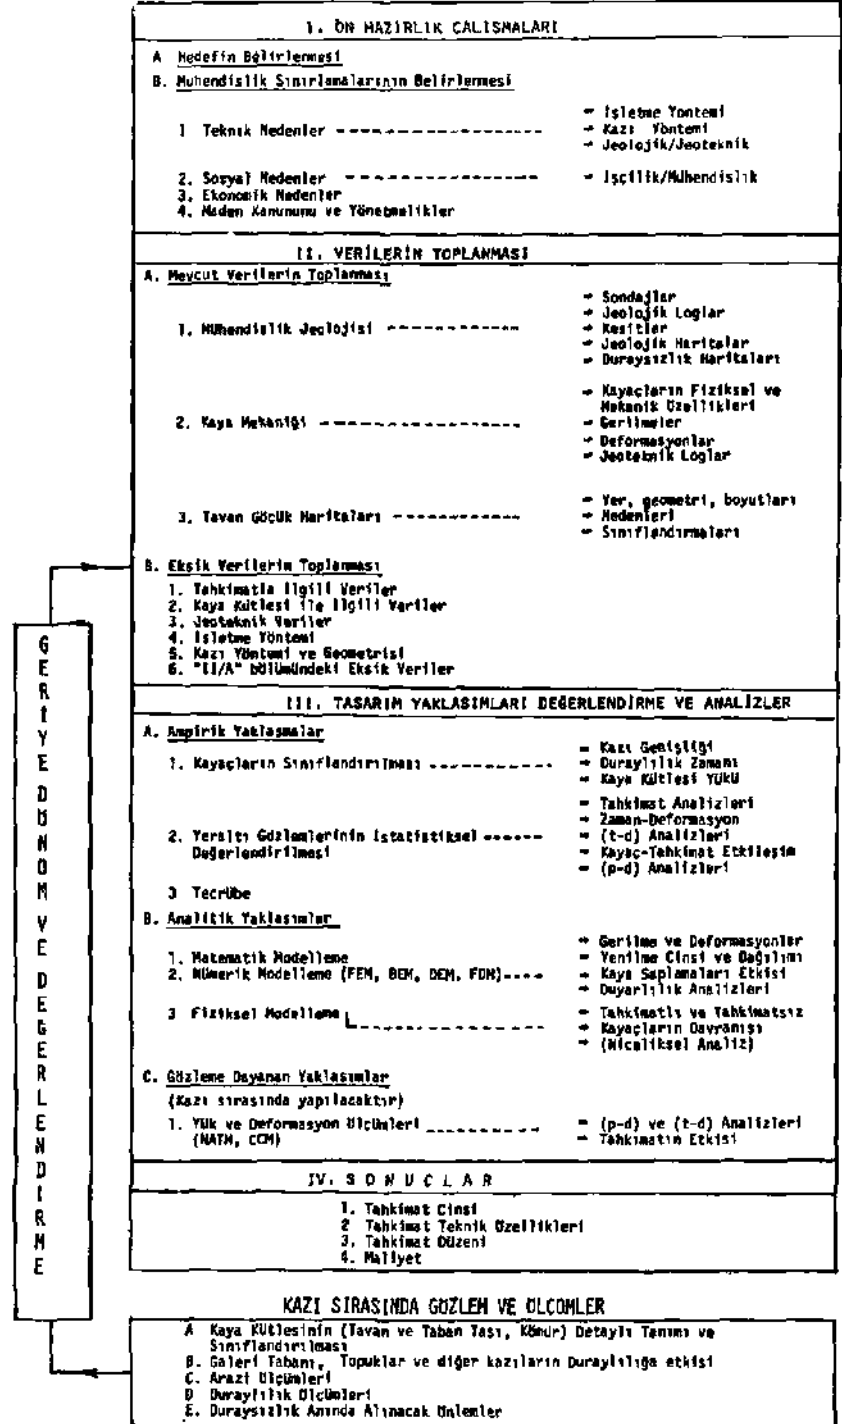 I. ÖN HAZIRLIK ÇALISMALARI
A Hedefin Belirlenmesi
B. Muhendislik Sınırlamalarının Belirlenmesi
1 Teknik Nedenler
→ İşletme Yontemi
→ Kazı Yöntemi
→ Jeolojik/Jeoteknik
2. Sosyal Nedenler
→ İşçilik/Mühendislik
3. Ekonomik Nedenler
4. Maden Kanununu ve Yönetmelikler
II. VERİLERİN TOPLANMASI
A. Mevcut Verilerin Toplanması
1. Mühendislik Jeolojisi
→ Sondajlar
→ Jeolojik Loglar
→ Kesitler
→ Jeolojik Haritalar
→ Duraysızlık Haritaları
2. Kaya Mekaniği
→ Kayaçların Fiziksel ve
Mekanik Özellikleri
→ Gerilmeler
→ Deformasyonlar
→ Jeoteknik Loglar
3. Tavan Göçük Haritaları
→ Yer, geometri, boyutları
→ Nedenleri
→ Sınıflandırmaları
B. Eksik Verilerin Toplanması
1. Tahkimatla İlgili Veriler
2. Kaya Kütlesi ile İlgili Veriler
3. Jeoteknik Veriler
4. İşletme Yöntemi
5. Kazı Yöntemi ve Geometrisi
6. "II/A" bölümündeki Eksik Veriler
III. TASARIM YAKLASIMLARI DEĞERLENDİRME VE ANALİZLER
A. Ampirik Yaklaşmalar
1. Kayaçların Sınıflandırılması
→ Kazı Genişliği
→ Duraylılık Zamanı
→ Kaya Kütlesi Yükü
2. Yeraltı Gözlemlerinin İstatistiksel
Değerlendirilmesi
→ Tahkimat Analizleri
→ Zaman-Deformasyon
→ (t-d) Analizleri
→ Kayaç-Tahkimat Etkileşim
→ (p-d) Analizleri
3 Tecrübe
B. Analitik Yaklasımlar
1. Matematik Modelleme
2. Nümerik Modelleme (FEM, BEM, DEM, FDM)
→ Gerilme ve Deformasyonlar
→ Yenilme Cinsi ve Dağılımı
→ Kaya Saplamaları Etkisi
→ Duyarlılık Analizleri
3 Fiziksel Modelleme
→ Tahkimatlı ve Tahkimatsız
→ Kayaçların Davranışı
→ (Nicaliksel Analiz)
C. Gözleme Dayanan Yaklasımlar
(Kazı sırasında yapılacaktır)
1. Yük ve Deformasyon Ölçümleri
(NATM, CCM)
→ (p-d) ve (t-d) Analizleri
→ Tahkimatın Etkisi
IV. SONUCLAR
1. Tahkimat Cinsi
2 Tahkimat Teknik Özellikleri
3. Tahkimat Düzeni
4. Maliyet
GERİYE DÖNÜM VE DEGERLENDIRME
KAZI SIRASINDA GÖZLEM VE ÖLÇÜMLER
A Kaya Kütlesinin (Tavan ve Taban Taşı, Kömür) Detaylı Tanımı ve
Sınıflandırılması
B. Galeri Tabanı, Topuklar ve diğer kazıların Duraylılığa etkisi
C. Arazi Ölçümleri
D Duraylılık Ölçümleri
E. Duraysızlık Anında Alınacak Önlemler